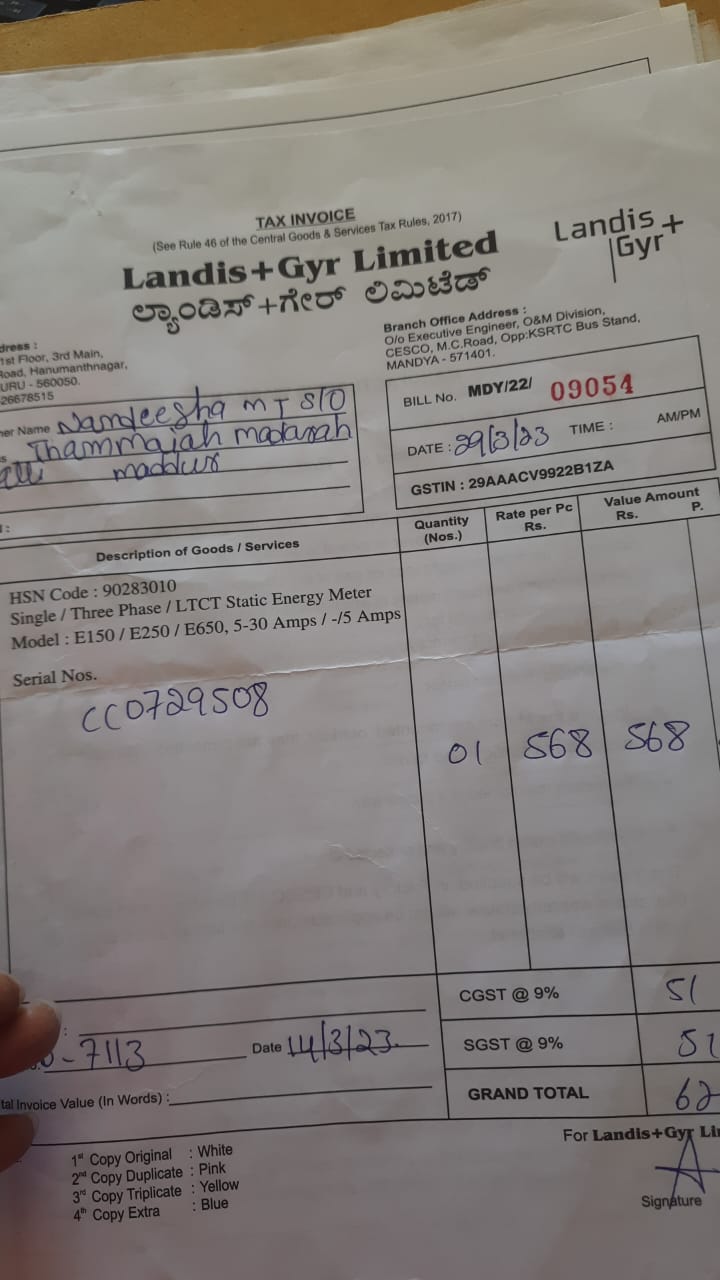 TAX INVOICE
(See Rule 46 of the Central Goods & Services Tax Rules, 2017)
Landis+Gyr Limited
ಲ್ಯಾಂಡಿಸ್+ಗೇರ್ ಲಿಮಿಟೆಡ್
Landis+
Gyr
dress :
1st Floor, 3rd Main,
Road, Hanumanthnagar,
URU - 560050.
26678515
Branch Office Address :
O/o Executive Engineer, O&M Division,
CESCO, M.C.Road, Opp:KSRTC Bus Stand,
MANDYA - 571401.
ner Name Nandeesha M T S/O
s Thammaiah
maddur
BILL No. MDY/22/ 09054
DATE : 29/3/23 TIME : AM/PM
GSTIN : 29AAACV9922B1ZA
Description of Goods / Services
Quantity
(Nos.)
Rate per Pc
Rs.
Value Amount
Rs. P.
HSN Code : 90283010
Single / Three Phase / LTCT Static Energy Meter
Model : E150 / E250 / E650, 5-30 Amps / -/5 Amps
Serial Nos.
CC0729508
01 568 568
CGST @ 9% 51
SGST @ 9% 51
GRAND TOTAL 62
-7113 Date 14/3/23
tal Invoice Value (In Words) :
1st Copy Original : White
2nd Copy Duplicate : Pink
3rd Copy Triplicate : Yellow
4th Copy Extra : Blue
For Landis+Gyr Li
Signature